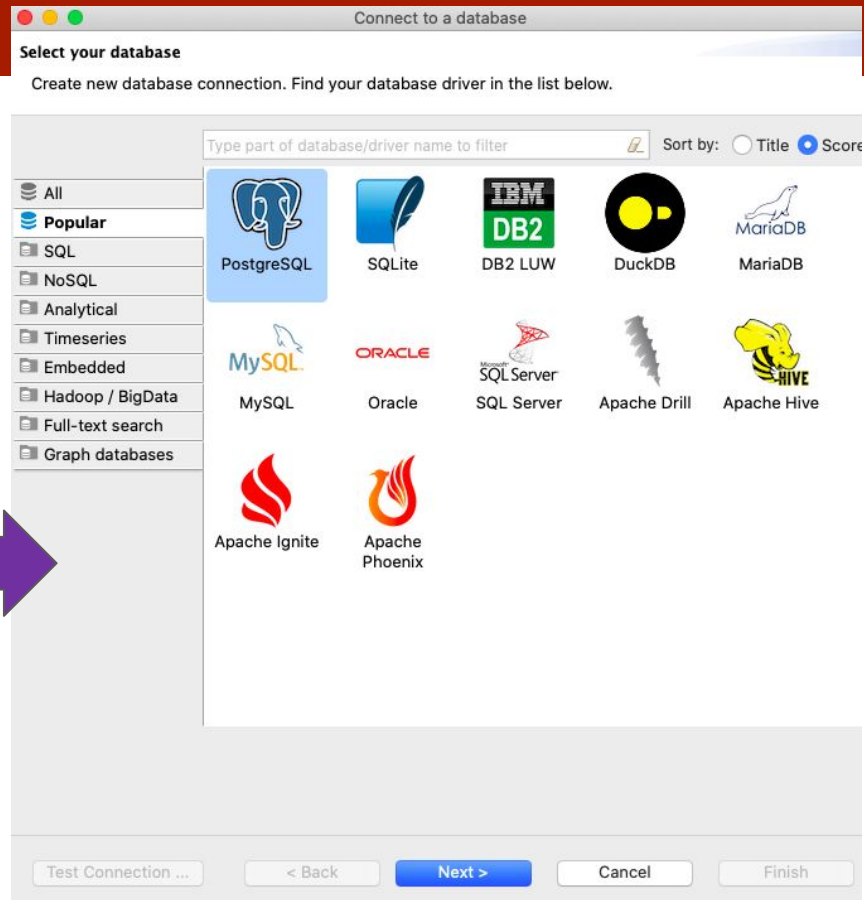 Connect to a database
Select your database
Create new database connection. Find your database driver in the list below.
Type part of database/driver name to filter
Sort by: Title Score
All
Popular
SQL
NoSQL
Analytical
Timeseries
Embedded
Hadoop / BigData
Full-text search
Graph databases
IBM
DB2
MariaDB
PostgreSQL SQLite DB2 LUW DuckDB MariaDB
MySQL
ORACLE
Microsoft
SQL Server
HIVE
MySQL Oracle SQL Server Apache Drill Apache Hive
Apache Ignite Apache
Phoenix
Test Connection ... < Back Next > Cancel Finish